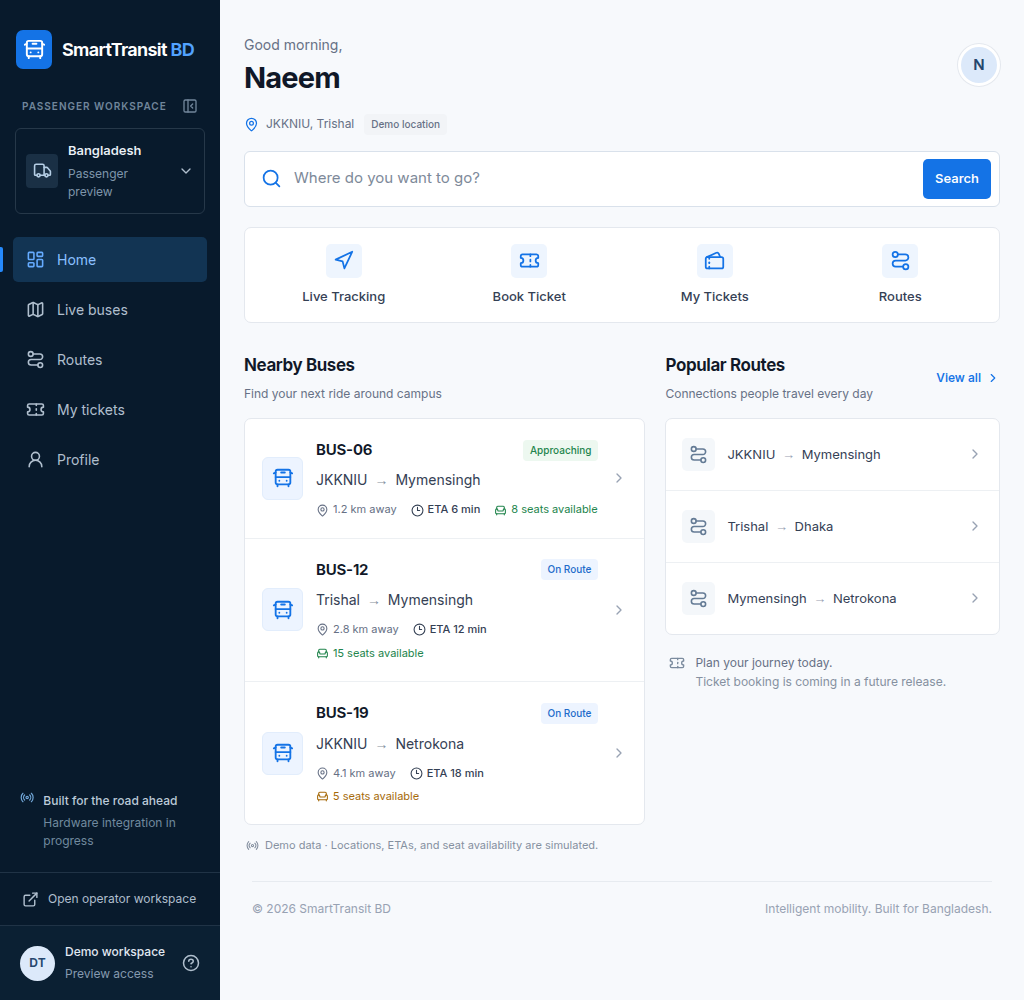 SmartTransit BD
PASSENGER WORKSPACE
Bangladesh
Passenger
preview
Home
Live buses
Routes
My tickets
Profile
Built for the road ahead
Hardware integration in
progress
Open operator workspace
DT
Demo workspace
Preview access
Good morning,
Naeem
N
JKKNIU, Trishal
Demo location
Where do you want to go?
Search
Live Tracking
Book Ticket
My Tickets
Routes
Nearby Buses
Find your next ride around campus
BUS-06
Approaching
JKKNIU → Mymensingh
1.2 km away ETA 6 min 8 seats available
BUS-12
On Route
Trishal → Mymensingh
2.8 km away ETA 12 min
15 seats available
BUS-19
On Route
JKKNIU → Netrokona
4.1 km away ETA 18 min
5 seats available
Demo data · Locations, ETAs, and seat availability are simulated.
Popular Routes
Connections people travel every day
View all
JKKNIU → Mymensingh
Trishal → Dhaka
Mymensingh → Netrokona
Plan your journey today.
Ticket booking is coming in a future release.
© 2026 SmartTransit BD
Intelligent mobility. Built for Bangladesh.